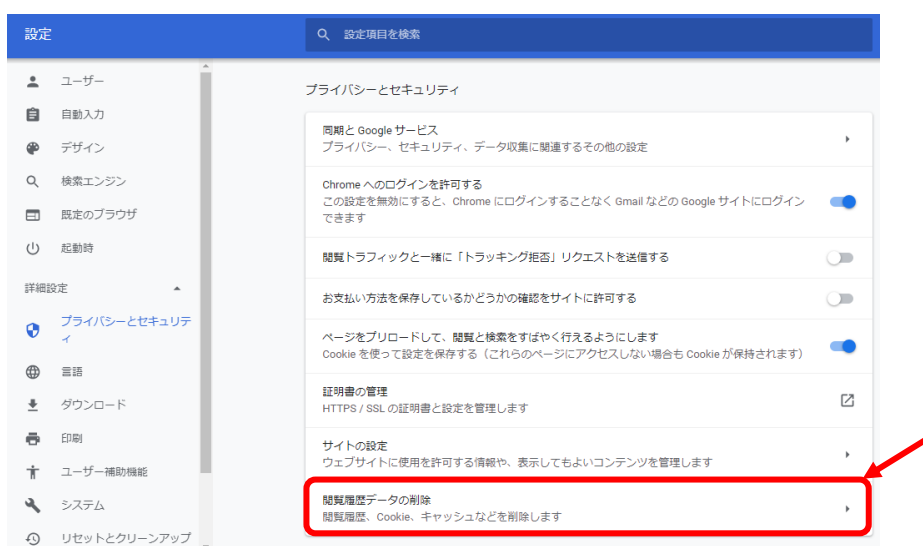 設定
設定項目を検索
ユーザー
自動入力
デザイン
検索エンジン
既定のブラウザ
起動時
詳細設定
プライバシーとセキュリテ
ィ
言語
ダウンロード
印刷
ユーザー補助機能
システム
リセットとクリーンアップ
プライバシーとセキュリティ
同期と Google サービス
プライバシー、セキュリティ、データ収集に関連するその他の設定
Chrome へのログインを許可する
この設定を無効にすると、Chrome にログインすることなく Gmail などの Google サイトにログイン
できます
閲覧トラフィックと一緒に「トラッキング拒否」リクエストを送信する
お支払い方法を保存しているかどうかの確認をサイトに許可する
ページをプリロードして、閲覧と検索をすばやく行えるようにします
Cookie を使って設定を保存する（これらのページにアクセスしない場合も Cookie が保持されます）
証明書の管理
HTTPS / SSL の証明書と設定を管理します
サイトの設定
ウェブサイトに使用を許可する情報や、表示してもよいコンテンツを管理します
閲覧履歴データの削除
閲覧履歴、Cookie、キャッシュなどを削除します